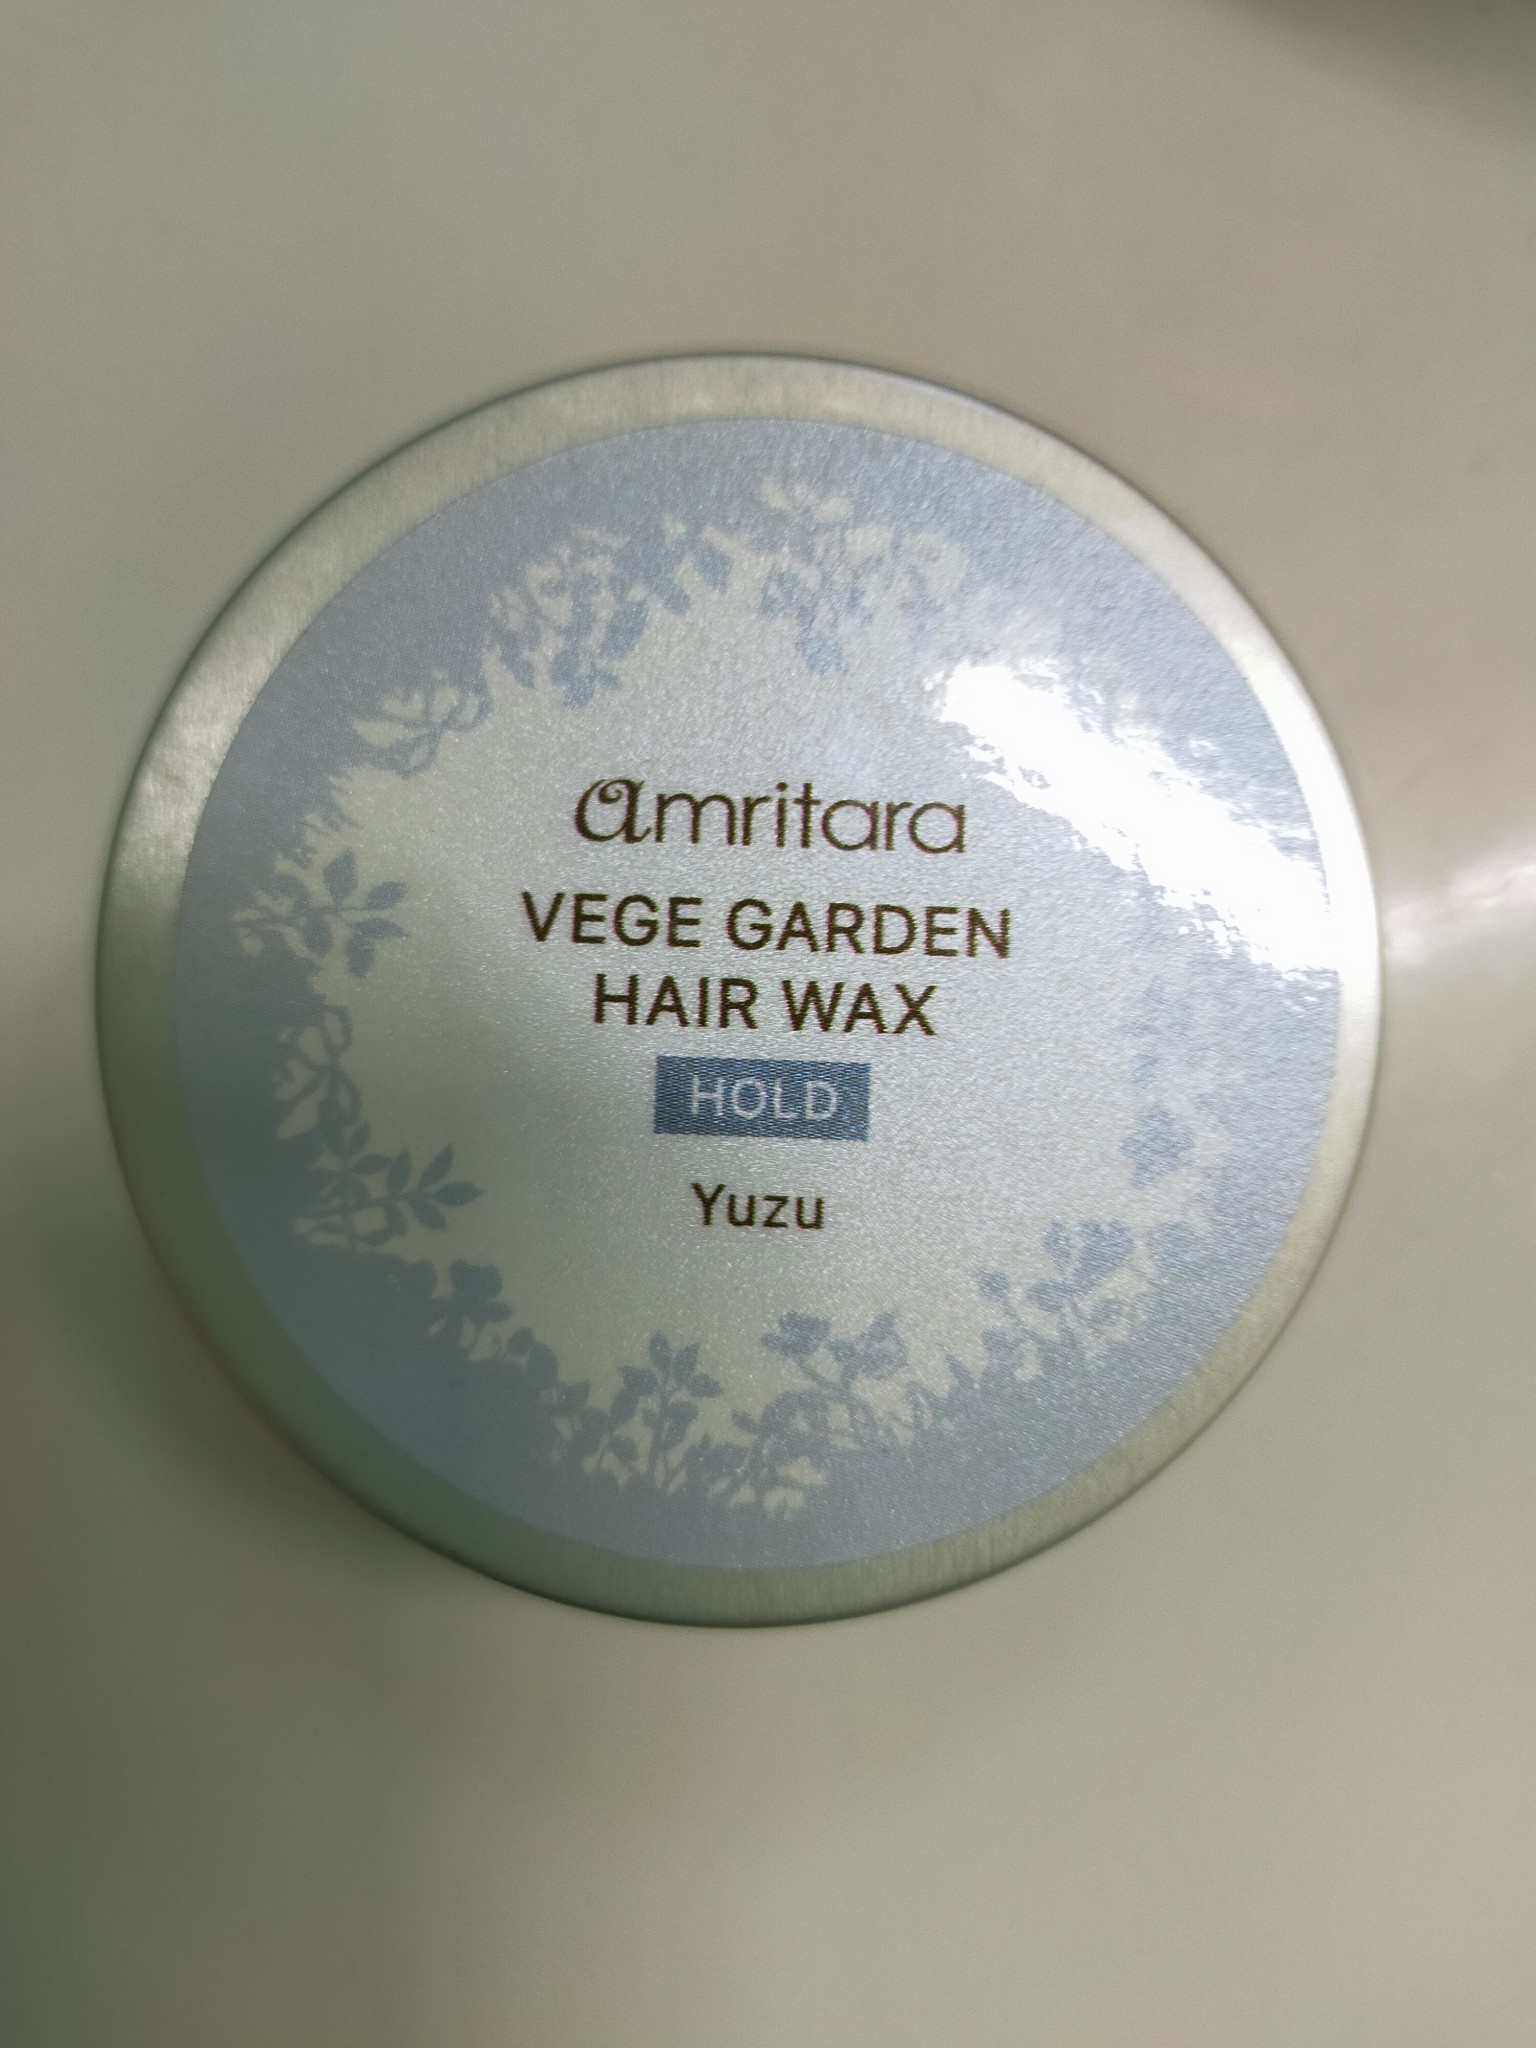 amritara
VEGE GARDEN
HAIR WAX
HOLD
Yuzu